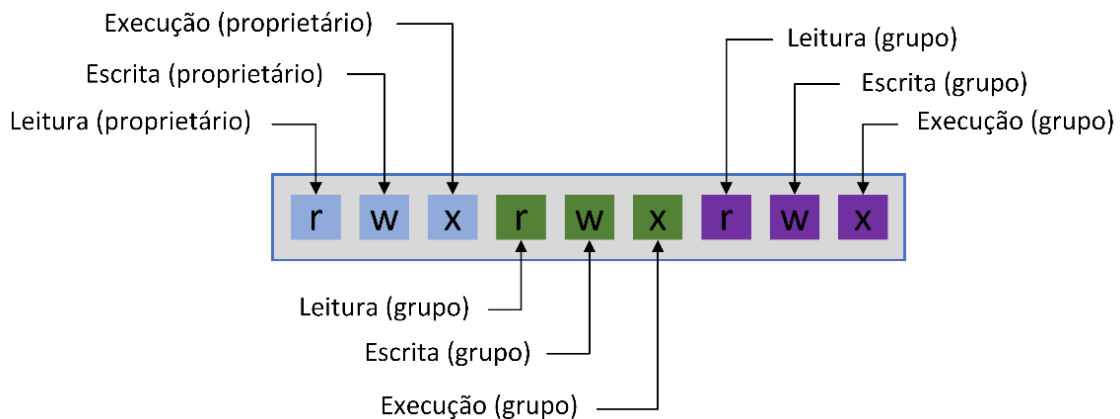 Execução (proprietário)
Leitura (grupo)
Escrita (proprietário)
Escrita (grupo)
Leitura (proprietário)
Execução (grupo)
r w x r w x r w x
Leitura (grupo)
Escrita (grupo)
Execução (grupo)